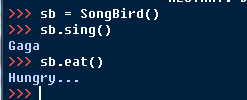 >>> sb = SongBird()
>>> sb.sing()
Gaga
>>> sb.eat()
Hungry...
>>>